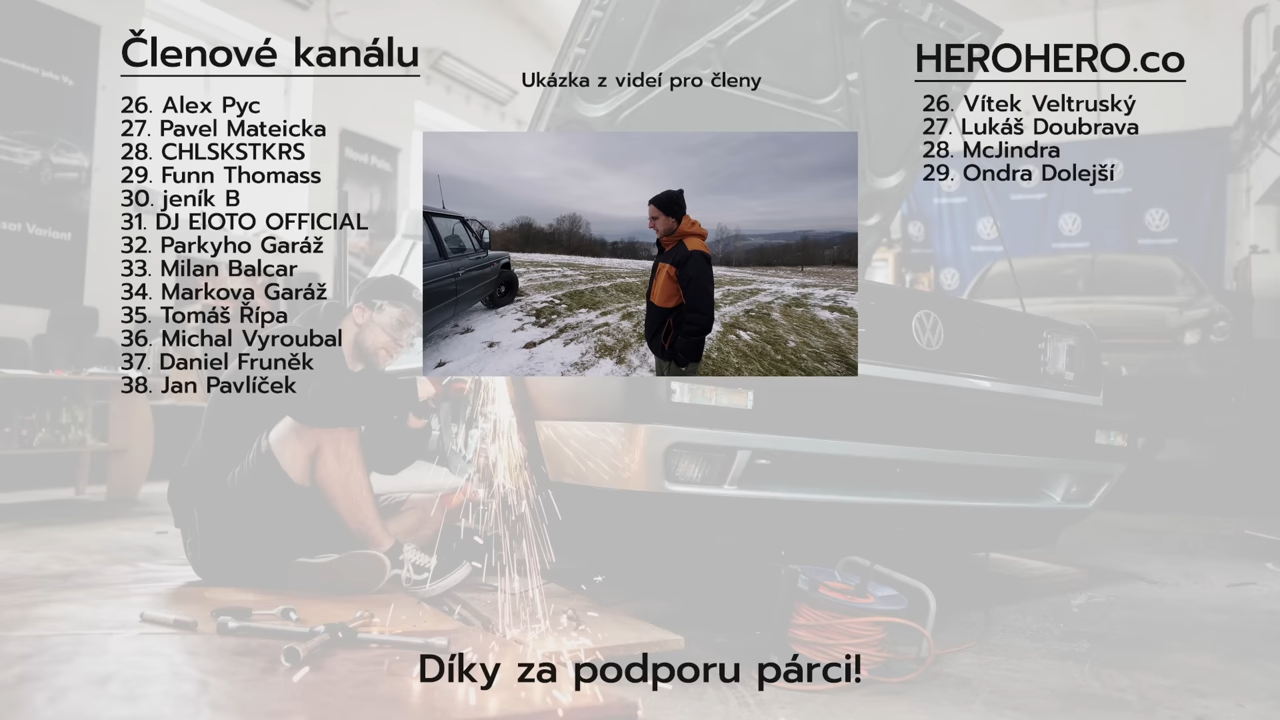 Členové kanálu
26. Alex Pyc
27. Pavel Mateicka
28. CHLSKSTKRS
29. Funn Thomass
30. jeník B
31. DJ ElOTO OFFICIAL
32. Parkyho Garáž
33. Milan Balcar
34. Markova Garáž
35. Tomáš Řípa
36. Michal Vyroubal
37. Daniel Fruněk
38. Jan Pavlíček
Ukázka z videí pro členy
HEROHERO.co
26. Vítek Veltruský
27. Lukáš Doubrava
28. McJindra
29. Ondra Dolejší
Díky za podporu párci!